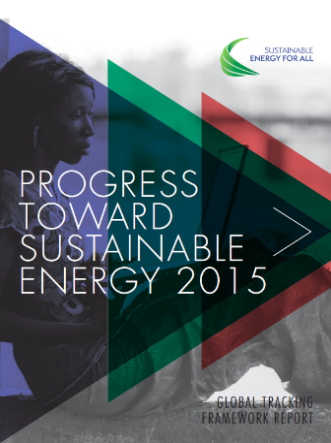 SUSTAINABLE
ENERGY FOR ALL
PROGRESS
TOWARD
SUSTAINABLE
ENERGY 2015
GLOBAL TRACKING
FRAMEWORK REPORT